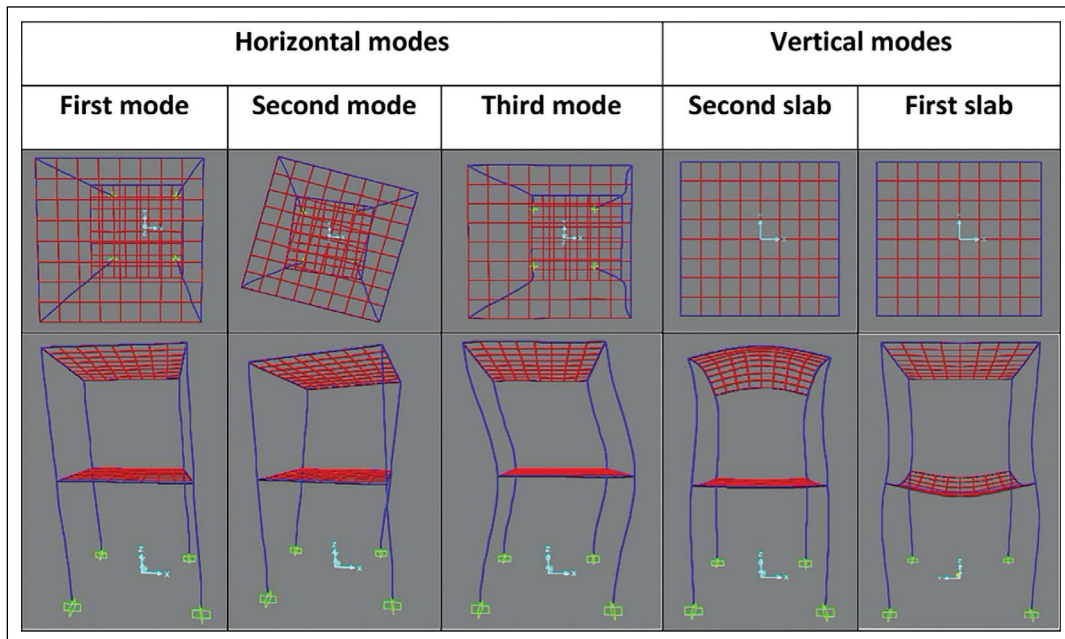 Horizontal modes
Vertical modes
First mode
Second mode
Third mode
Second slab
First slab
Y
X
Y
X
Z
X
Z
X
Z
X
Z
X
Z
Y